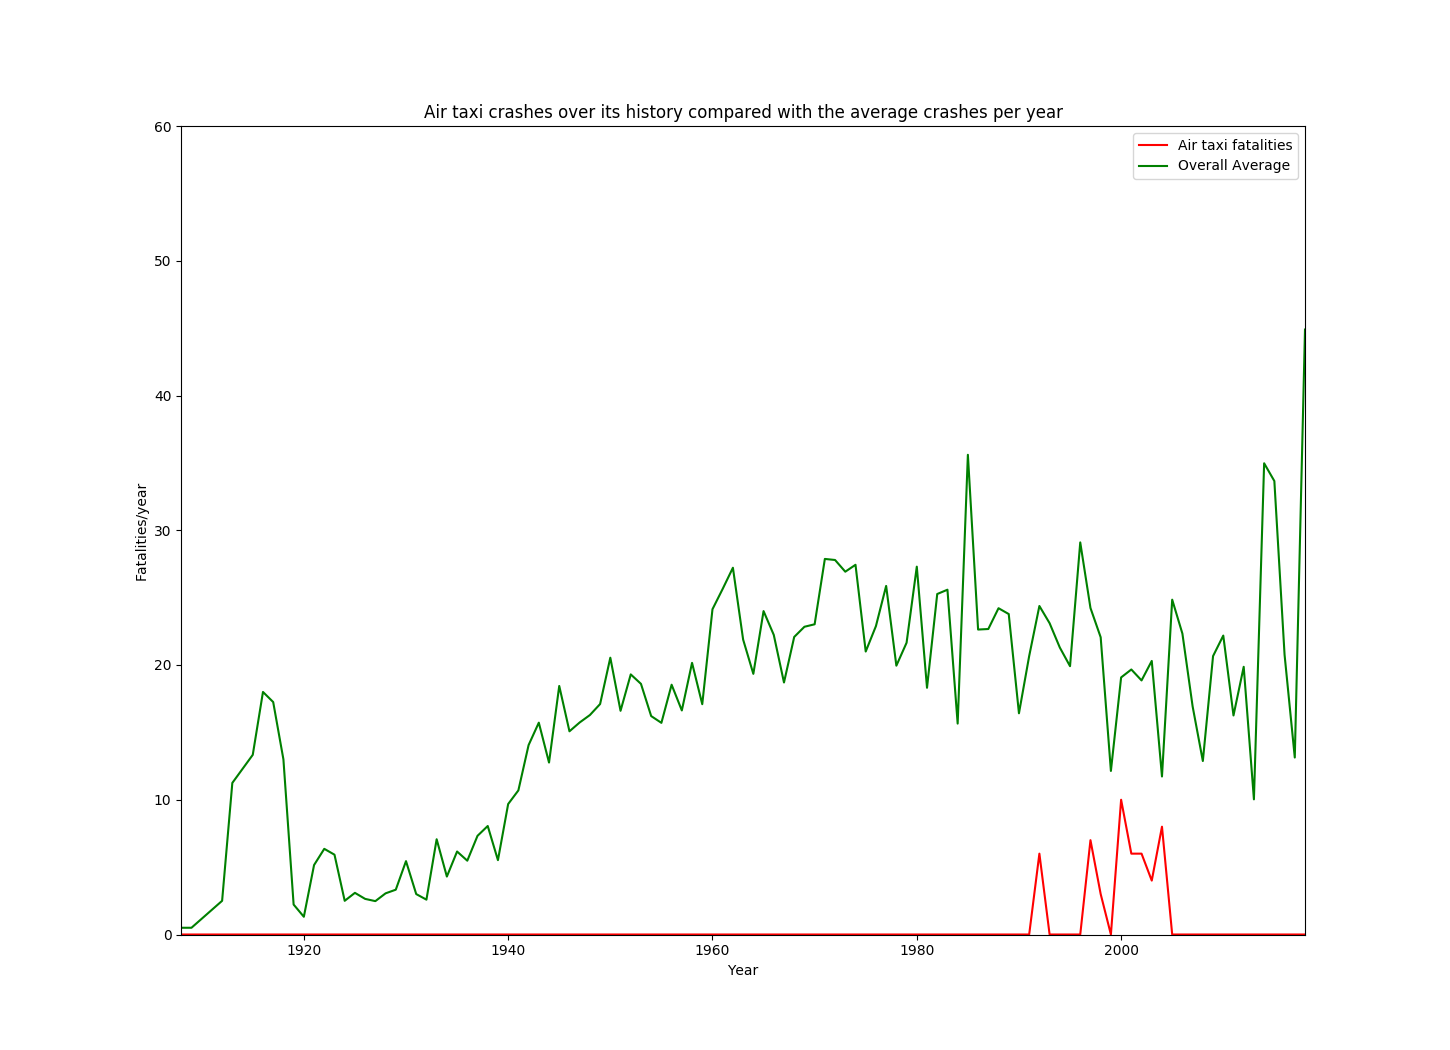 Air taxi crashes over its history compared with the average crashes per year
Air taxi fatalities
Overall Average
60
50
40
30
20
10
0
Fatalities/year
1920 1940 1960 1980 2000
Year